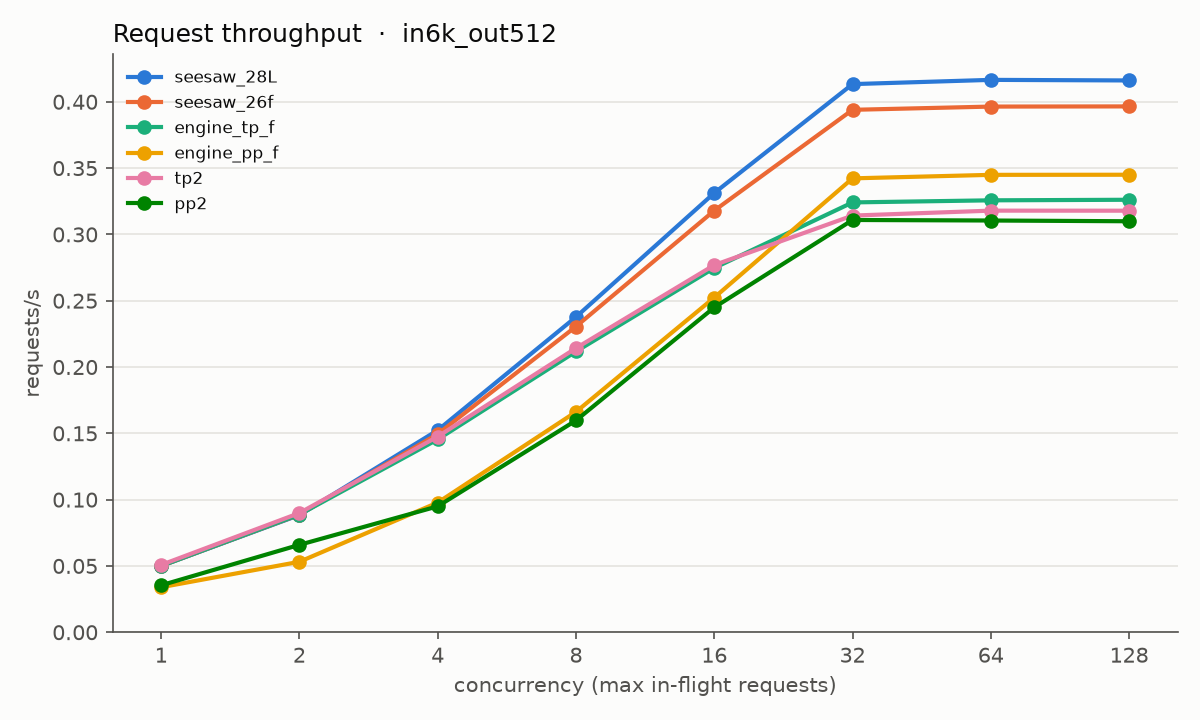 Request throughput · in6k_out512
seesaw_28L
seesaw_26f
engine_tp_f
engine_pp_f
tp2
pp2
requests/s
0.40
0.35
0.30
0.25
0.20
0.15
0.10
0.05
0.00
1 2 4 8 16 32 64 128
concurrency (max in-flight requests)